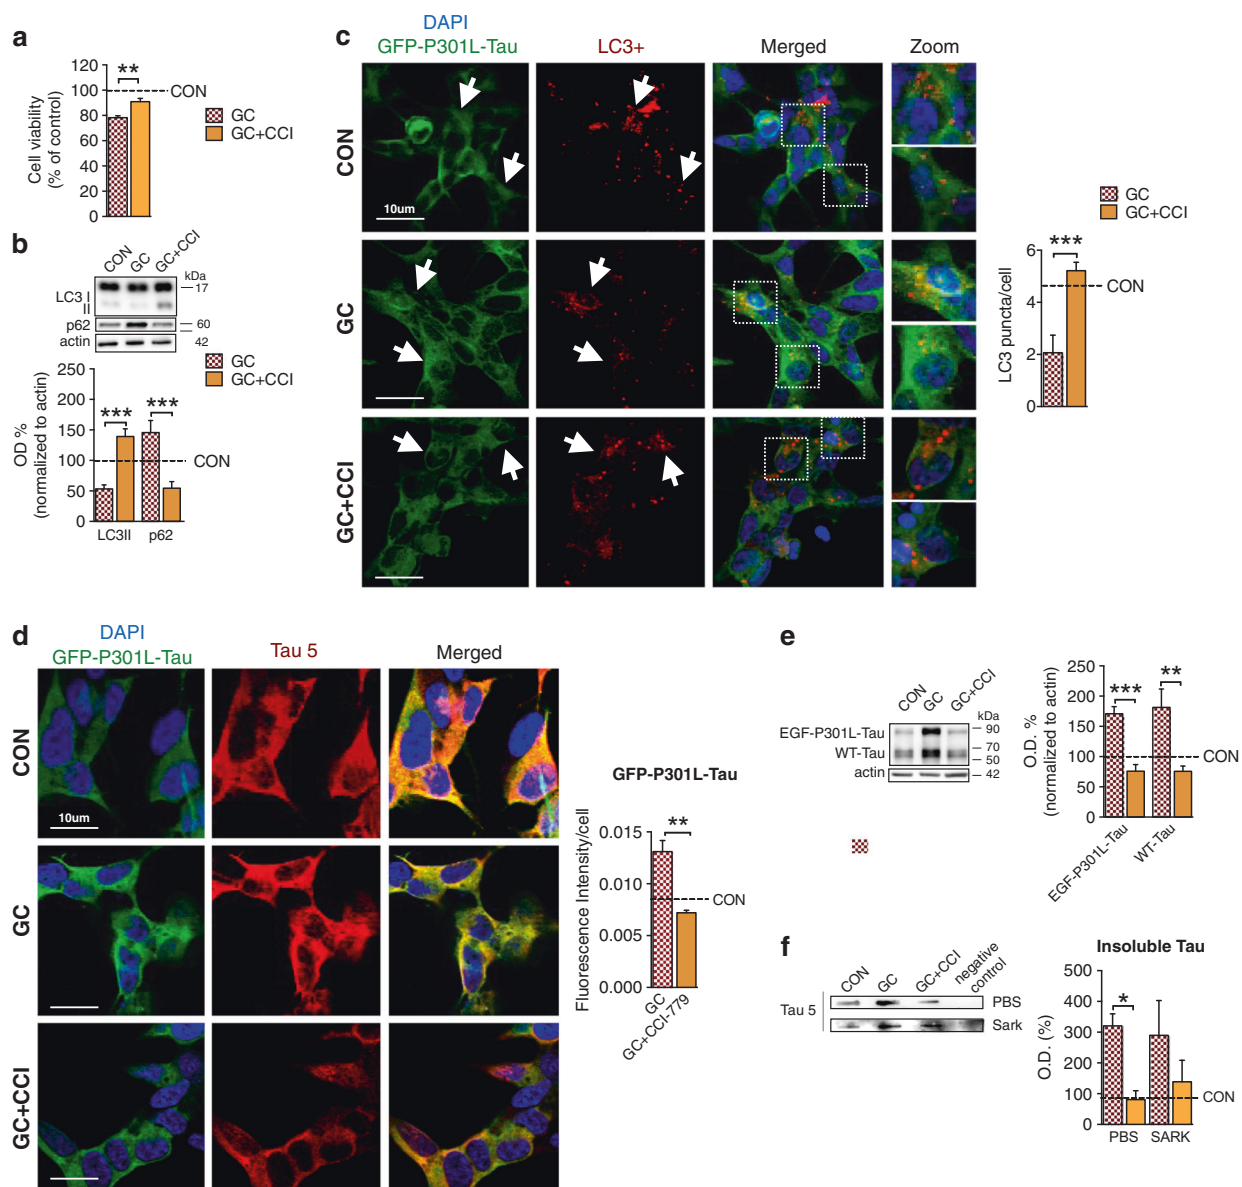 a
120
100
80
60
40
20
0
Cell viability
(% of control)
**
CON
GC
GC+CCI
b
CON
GC
GC+CCI
kDa
LC3 I
II
17
p62
60
actin
42
GC
GC+CCI
250
200
150
100
50
0
OD %
(normalized to actin)
***
***
CON
LC3II
p62
c
DAPI
GFP-P301L-Tau
LC3+
Merged
Zoom
CON
10um
GC
GC+CCI
GC
GC+CCI
6
4
2
0
LC3 puncta/cell
***
CON
d
DAPI
GFP-P301L-Tau
Tau 5
Merged
CON
10um
GC
GC+CCI
GFP-P301L-Tau
0.015
0.010
0.005
0.000
Fluorescence Intensity/cell
**
CON
GC
GC+CCI-779
e
CON
GC
GC+CCI
kDa
EGF-P301L-Tau
90
WT-Tau
70
50
actin
42
250
200
150
100
50
0
O.D. %
(normalized to actin)
***
**
CON
EGF-P301L-Tau
WT-Tau
f
CON
GC
GC+CCI
negative
control
Tau 5
PBS
Sark
Insoluble Tau
500
400
300
200
100
0
O.D. (%)
*
CON
PBS
SARK